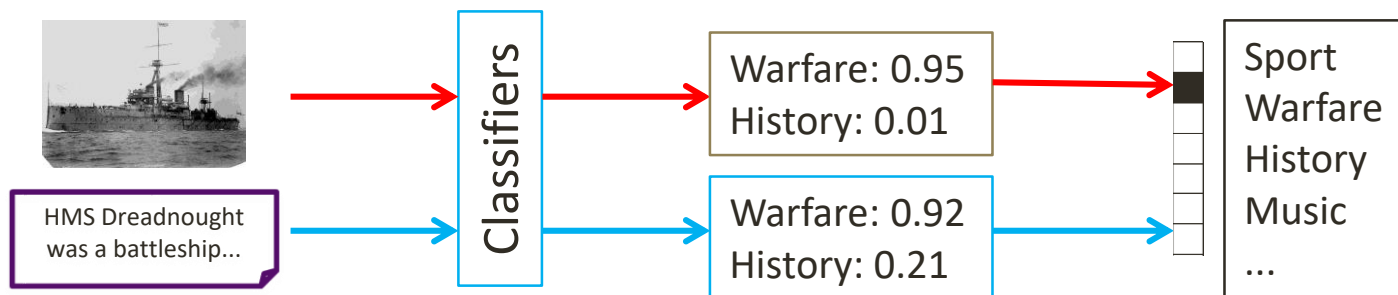 HMS Dreadnought
was a battleship...
Classifiers
Warfare: 0.95
History: 0.01
Warfare: 0.92
History: 0.21
Sport
Warfare
History
Music
...